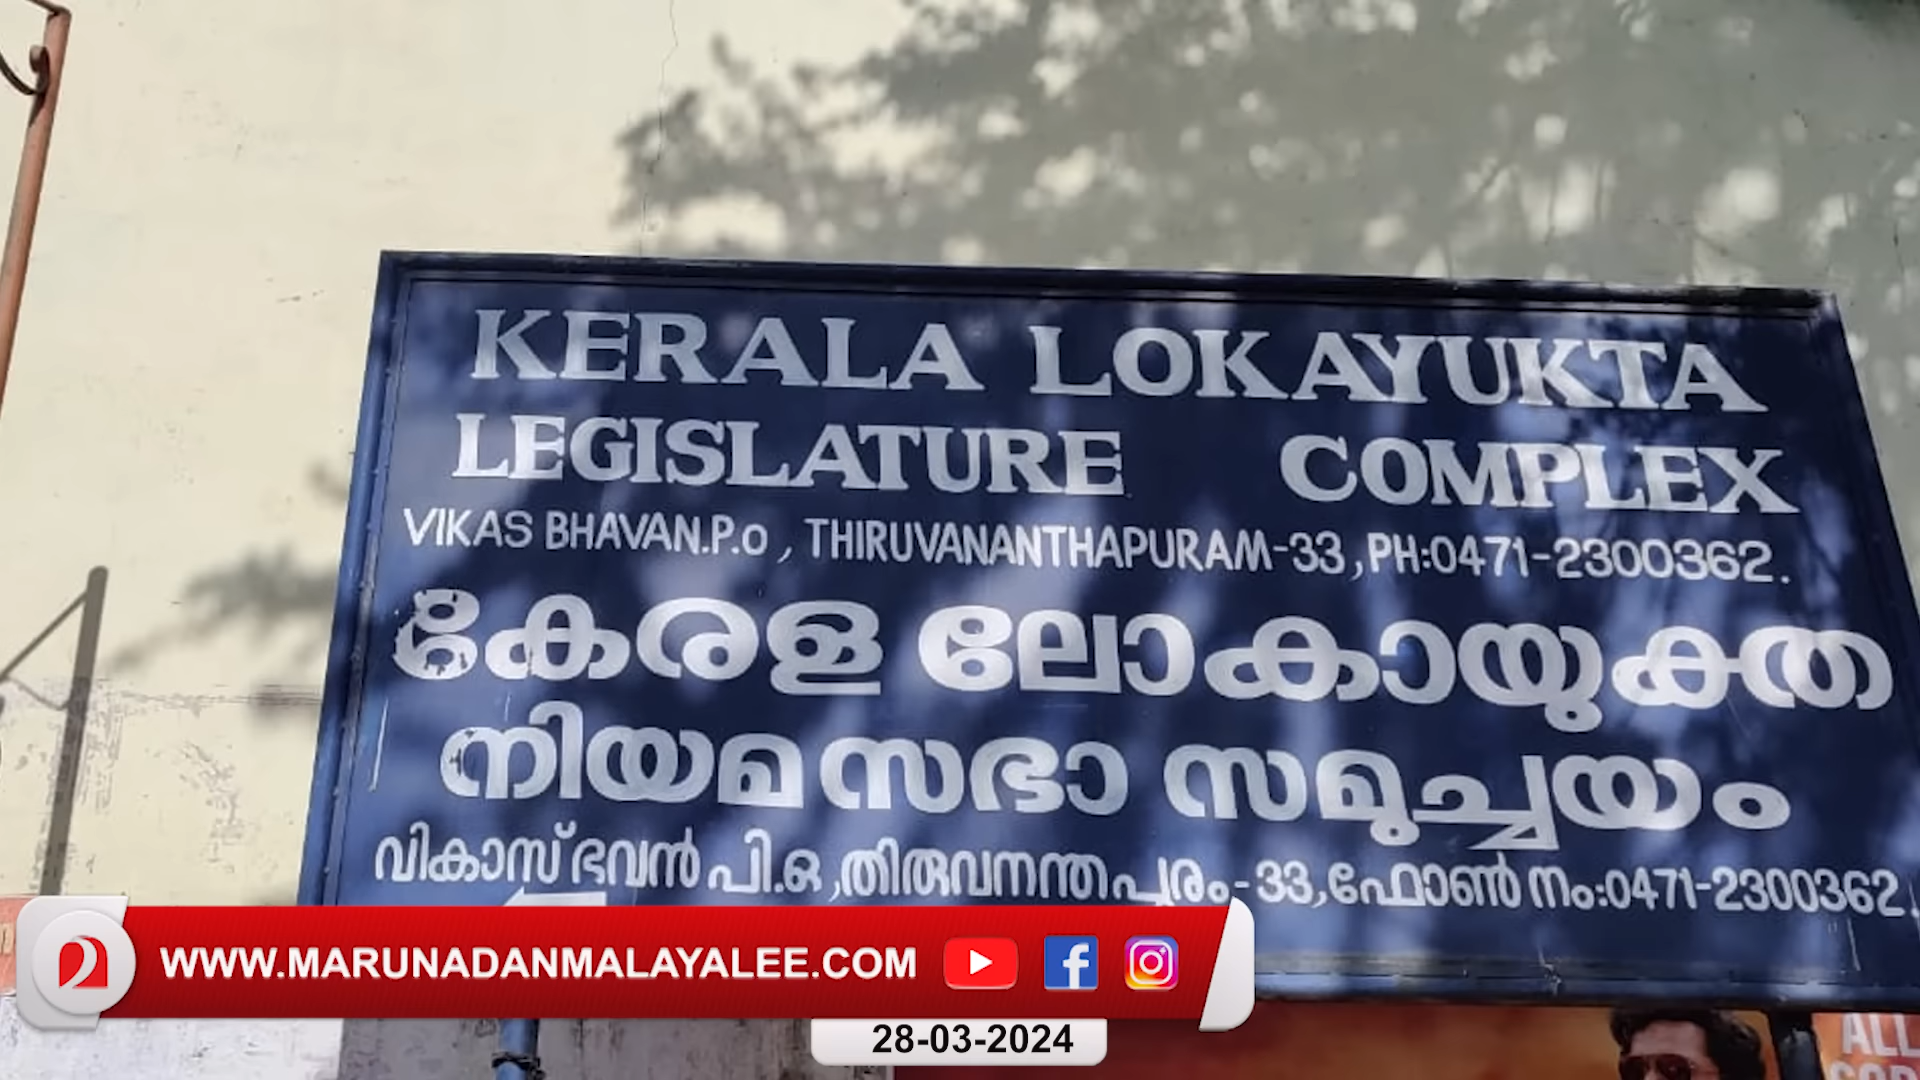 KERALA LOKAYUKTA
LEGISLATURE COMPLEX
VIKAS BHAVAN.P.O, THIRUVANANTHAPURAM-33, PH:0471-2300362.
കേരള ലോകായുക്ത
നിയമസഭാ സമുച്ചയം
വികാസ് ഭവൻ പി.ഒ, തിരുവനന്തപുരം-33, ഫോൺ നം:0471-2300362.
WWW.MARUNADANMALAYALEE.COM
28-03-2024
ALL